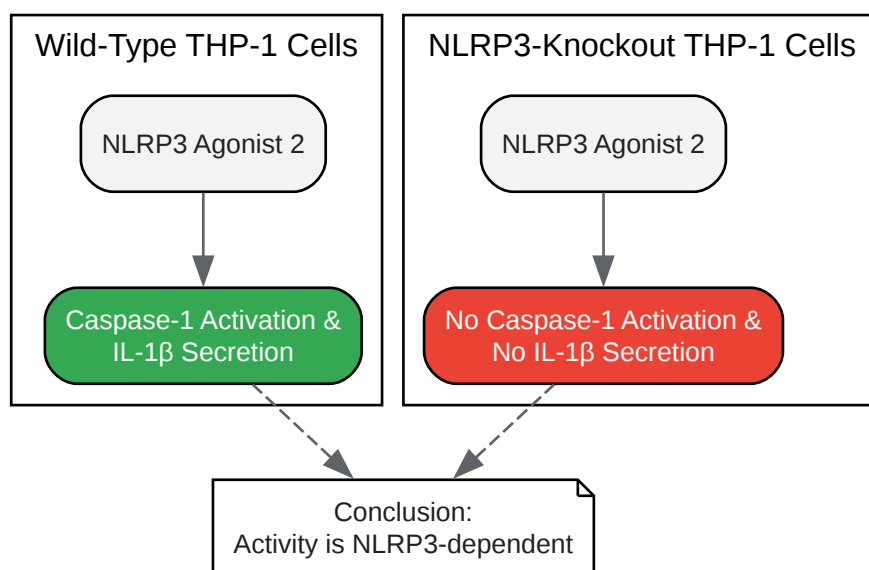 Wild-Type THP-1 Cells
NLRP3 Agonist 2
Caspase-1 Activation &
IL-1β Secretion
NLRP3-Knockout THP-1 Cells
NLRP3 Agonist 2
No Caspase-1 Activation &
No IL-1β Secretion
Conclusion:
Activity is NLRP3-dependent